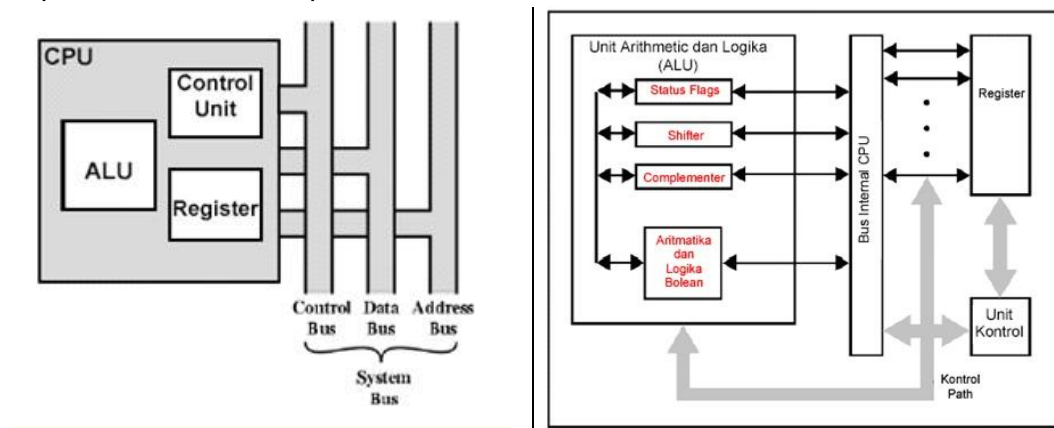 CPU
Control
Unit
ALU
Register
Control
Bus
Data
Bus
Address
Bus
System
Bus
Unit Arithmetic dan Logika
(ALU)
Status Flags
Shifter
Complementer
Aritmatika
dan
Logika
Bolean
Bus Internal CPU
Register
Unit
Kontrol
Kontrol
Path